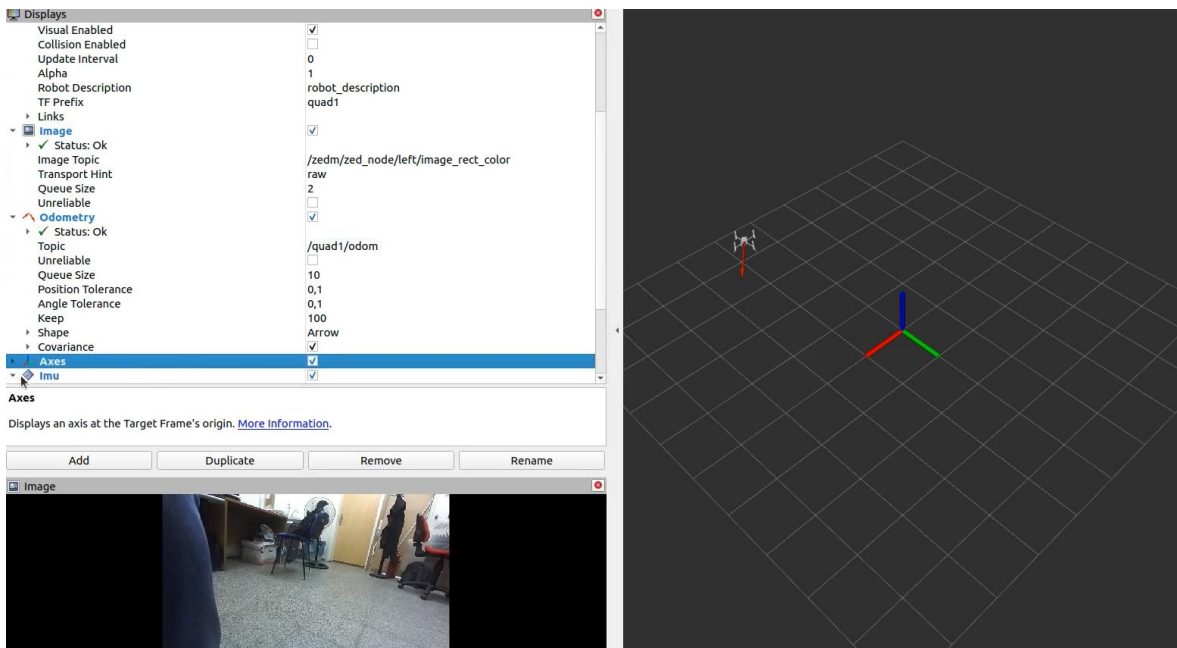 Displays
Visual Enabled
Collision Enabled
Update Interval 0
Alpha 1
Robot Description robot_description
TF Prefix quad1
Links
Image
Status: Ok
Image Topic /zedm/zed_node/left/image_rect_color
Transport Hint raw
Queue Size 2
Unreliable
Odometry
Status: Ok
Topic /quad1/odom
Unreliable
Queue Size 10
Position Tolerance 0,1
Angle Tolerance 0,1
Keep 100
Shape Arrow
Covariance
Axes
Imu
Axes
Displays an axis at the Target Frame's origin. More Information.
Add Duplicate Remove Rename
Image